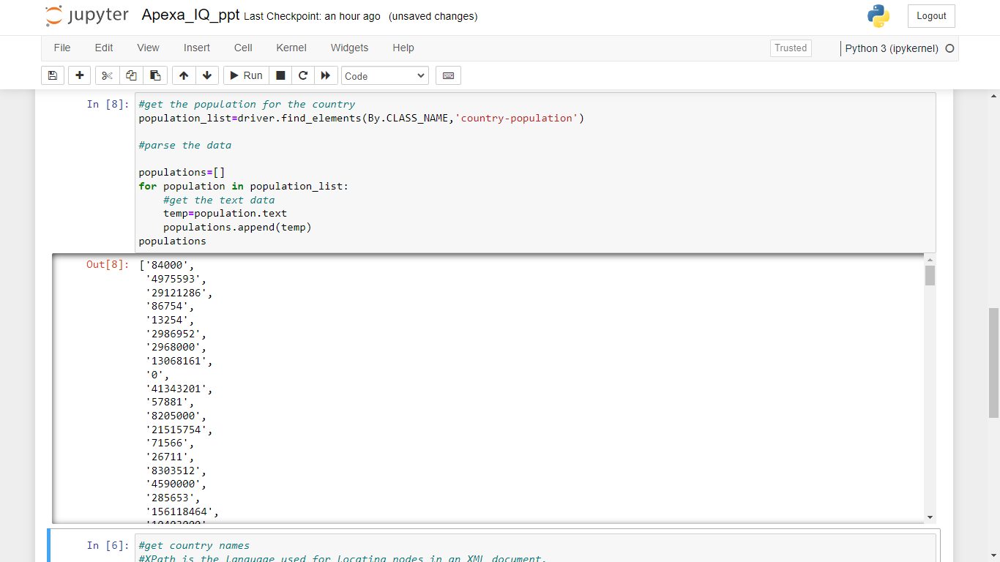 jupyter Apexa_IQ_ppt Last Checkpoint: an hour ago (unsaved changes) Logout
File Edit View Insert Cell Kernel Widgets Help Trusted Python 3 (ipykernel)
Run Code
In [8]: #get the population for the country
population_list=driver.find_elements(By.CLASS_NAME,'country-population')
#parse the data
populations=[]
for population in population_list:
    #get the text data
    temp=population.text
    populations.append(temp)
populations
Out[8]: ['84000',
'4975593',
'29121286',
'86754',
'13254',
'2986952',
'2968000',
'13068161',
'0',
'41343201',
'57881',
'8205000',
'21515754',
'71566',
'26711',
'8303512',
'4590000',
'285653',
'156118464',
In [6]: #get country names
#XPath is the language used for locating nodes in an XML document.